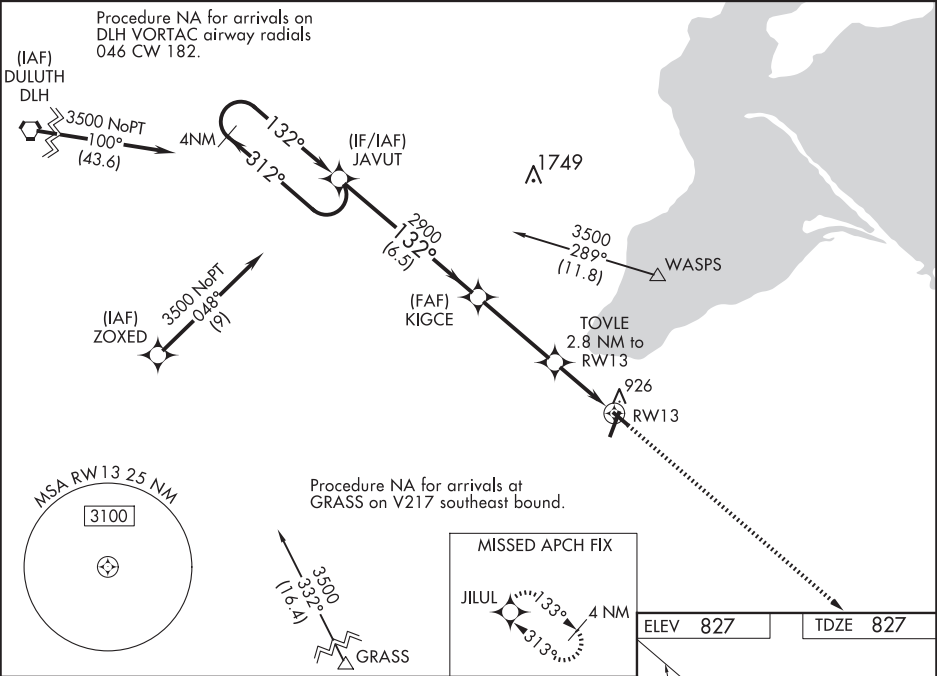 Procedure NA for arrivals on
DLH VORTAC airway radials
046 CW 182.
(IAF)
DULUTH
DLH
3500 NoPT
100°
(43.6)
4NM
132°
312°
(IF/IAF)
JAVUT
1749
2900
132°
(6.5)
3500
289°
(11.8)
WASPS
(FAF)
KIGCE
3500 NoPT
048°
(9)
(IAF)
ZOXED
TOVLE
2.8 NM to
RW13
926
RW13
MSA RW13 25 NM
3100
Procedure NA for arrivals at
GRASS on V217 southeast bound.
3500
332°
(16.4)
GRASS
MISSED APCH FIX
JILUL
133°
313°
4 NM
ELEV 827
TDZE 827